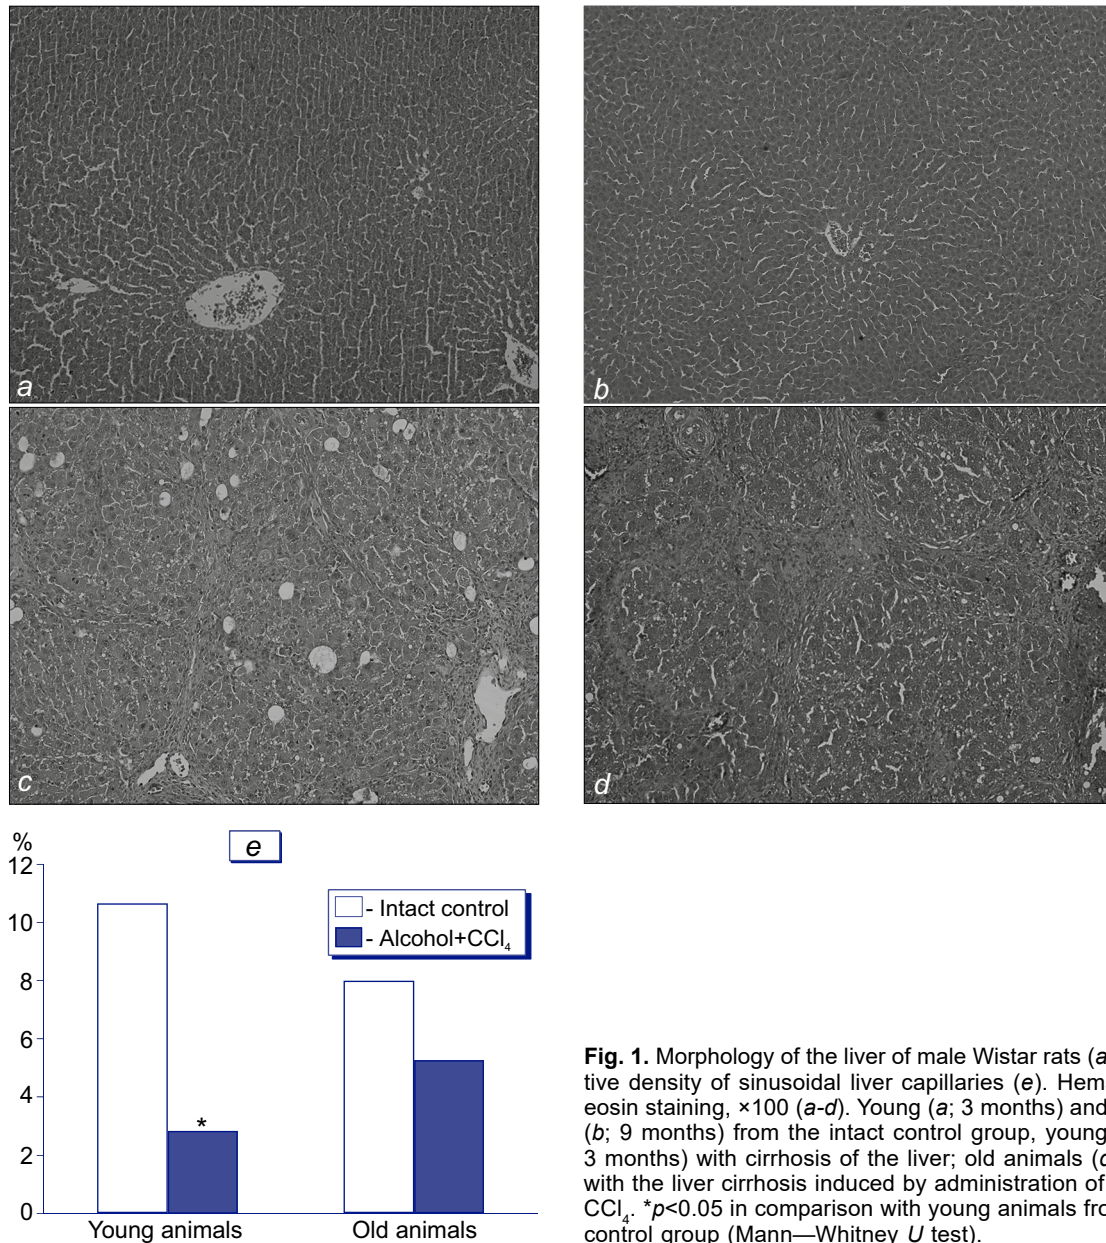 a
b
c
d
%
e
12
10
8
6
4
2
0
- Intact control
- Alcohol+CCl₄
*
Young animals
Old animals
Fig. 1. Morphology of the liver of male Wistar rats (a
tive density of sinusoidal liver capillaries (e). Hem
eosin staining, ×100 (a-d). Young (a; 3 months) and
(b; 9 months) from the intact control group, young
3 months) with cirrhosis of the liver; old animals (
with the liver cirrhosis induced by administration of
CCl₄. *p<0.05 in comparison with young animals fro
control group (Mann—Whitney U test).